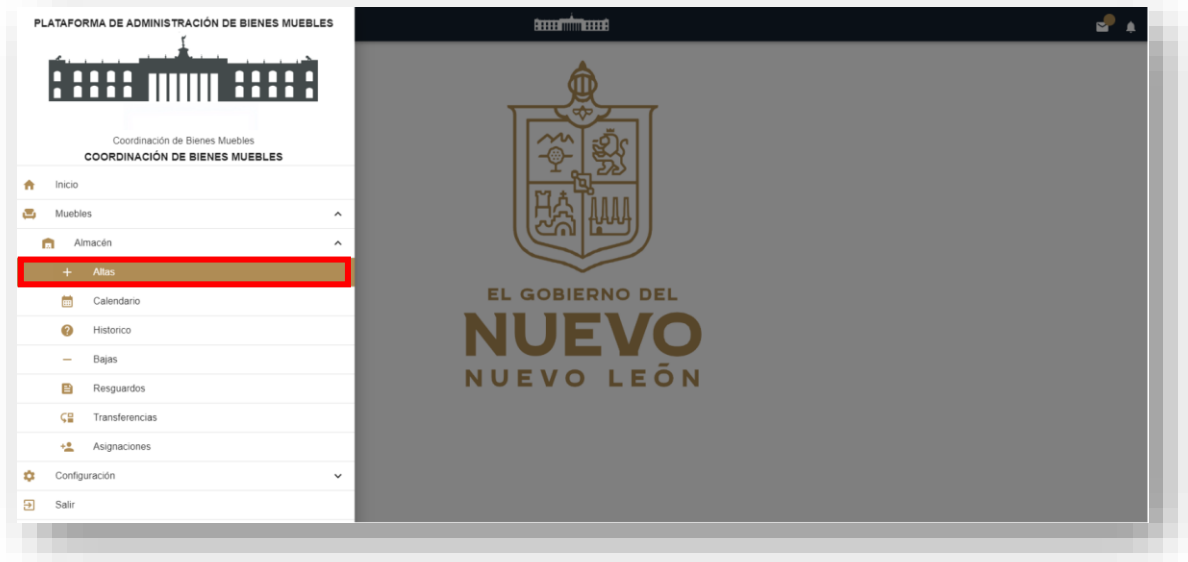 PLATAFORMA DE ADMINISTRACIÓN DE BIENES MUEBLES
Coordinación de Bienes Muebles
COORDINACIÓN DE BIENES MUEBLES
Inicio
Muebles
Almacén
Altas
Calendario
Historico
Bajas
Resguardos
Transferencias
Asignaciones
Configuración
Salir
EL GOBIERNO DEL
NUEVO
NUEVO LEÓN